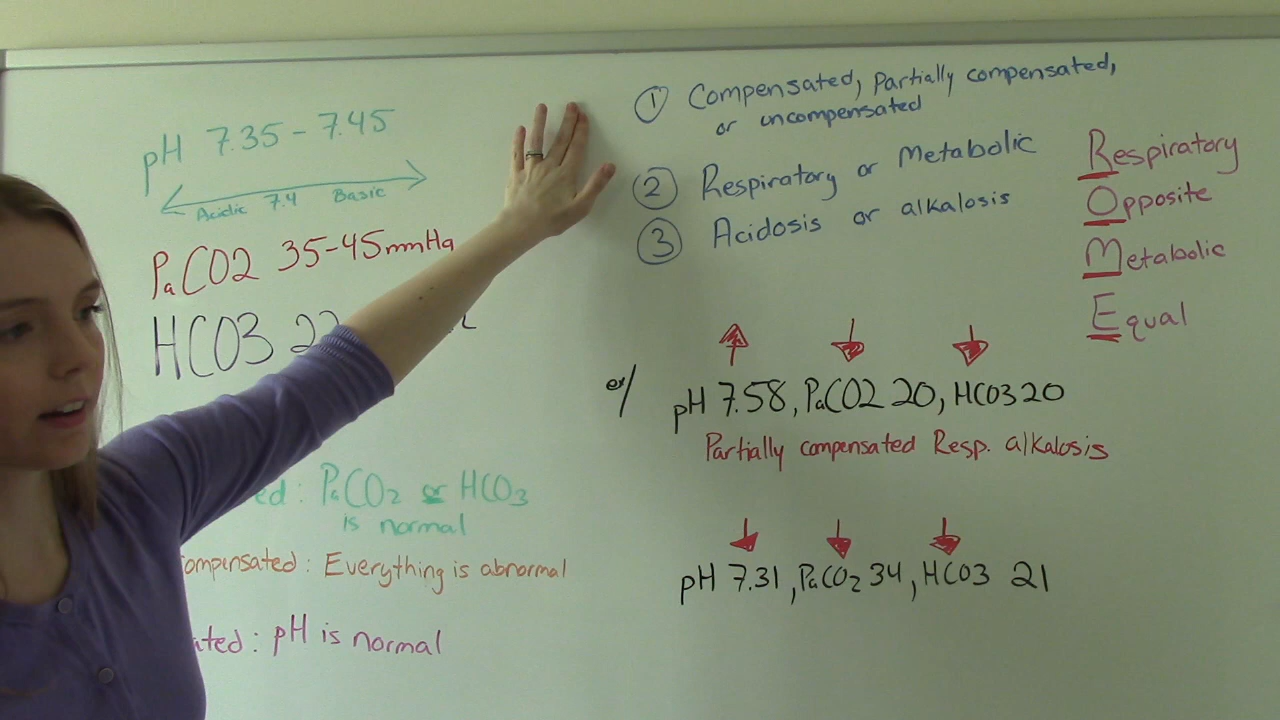 pH 7.35 - 7.45
Acidic 7.4 Basic
PaCO2 35-45mmHg
HCO3
PaCO2 or HCO3
is normal
Everything is abnormal
pH is normal
① Compensated, Partially compensated,
or uncompensated
② Respiratory or Metabolic
③ Acidosis or alkalosis
Respiratory
Opposite
Metabolic
Equal
ex/ pH 7.58, PaCO2 20, HCO3 20
Partially compensated Resp. alkalosis
pH 7.31, PaCO2 34, HCO3 21